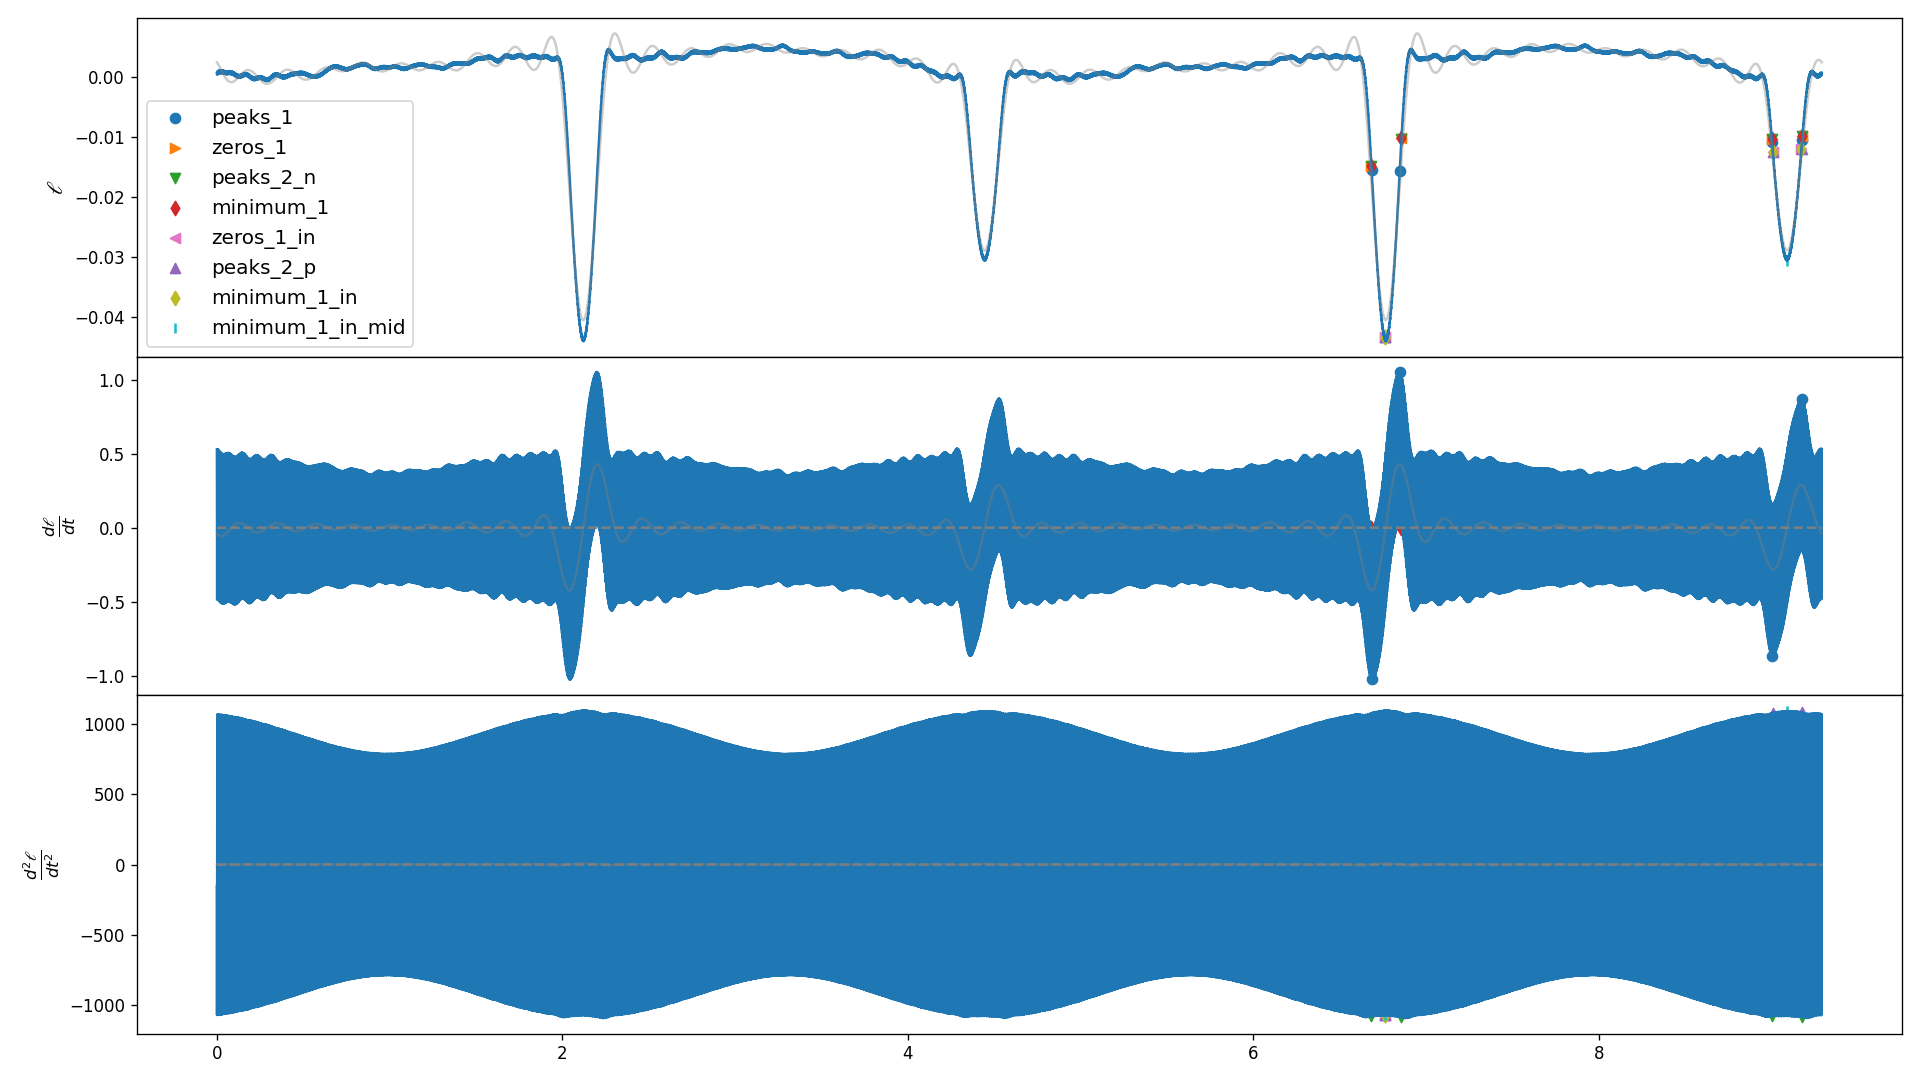 0.00
−0.01
−0.02
−0.03
−0.04
ℓ
peaks_1
zeros_1
peaks_2_n
minimum_1
zeros_1_in
peaks_2_p
minimum_1_in
minimum_1_in_mid
1.0
0.5
0.0
−0.5
−1.0
dℓ
dt
1000
500
0
−500
−1000
d²ℓ
dt²
0 2 4 6 8